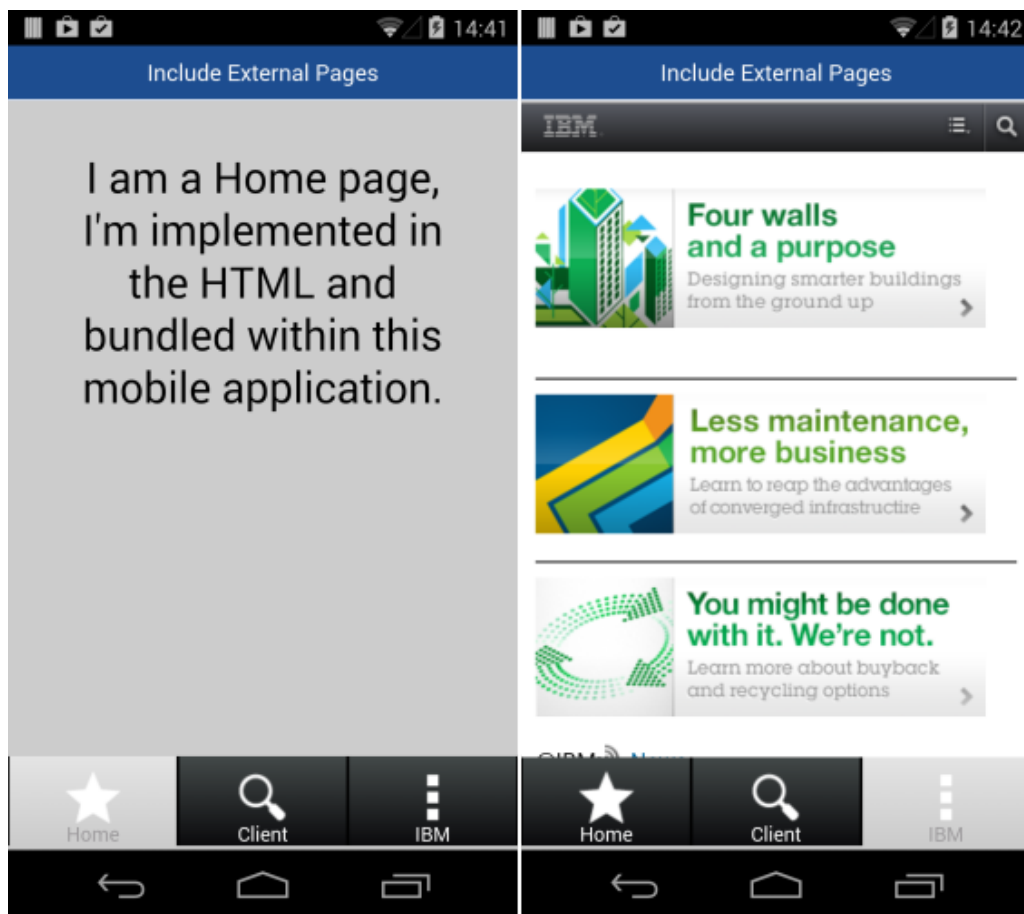 14:41
Include External Pages
I am a Home page,
I'm implemented in
the HTML and
bundled within this
mobile application.
Home
Client
IBM
14:42
Include External Pages
IBM.
Four walls
and a purpose
Designing smarter buildings
from the ground up
Less maintenance,
more business
Learn to reap the advantages
of converged infrastructire
You might be done
with it. We're not.
Learn more about buyback
and recycling options
Home
Client
IBM